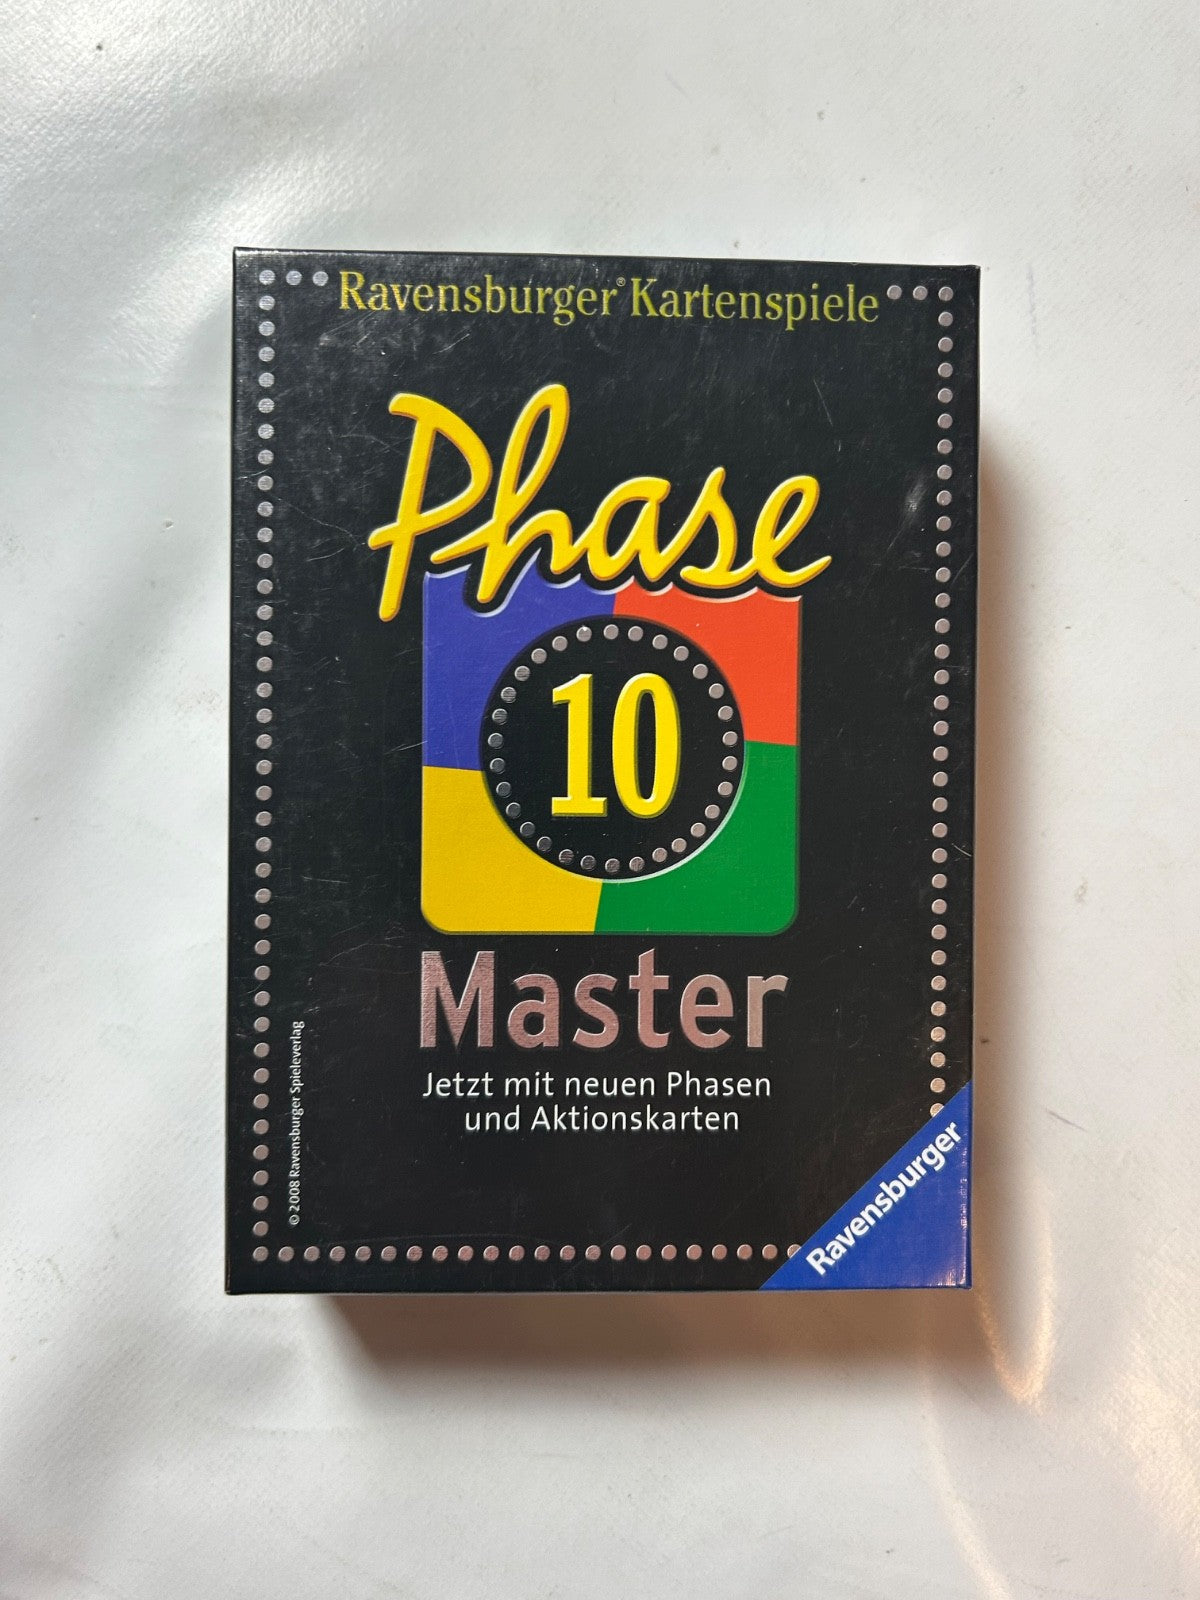 Ravensburger® Kartenspiele
Phase
10
Master
Jetzt mit neuen Phasen
und Aktionskarten
© 2008 Ravensburger Spieleverlag
Ravensburger